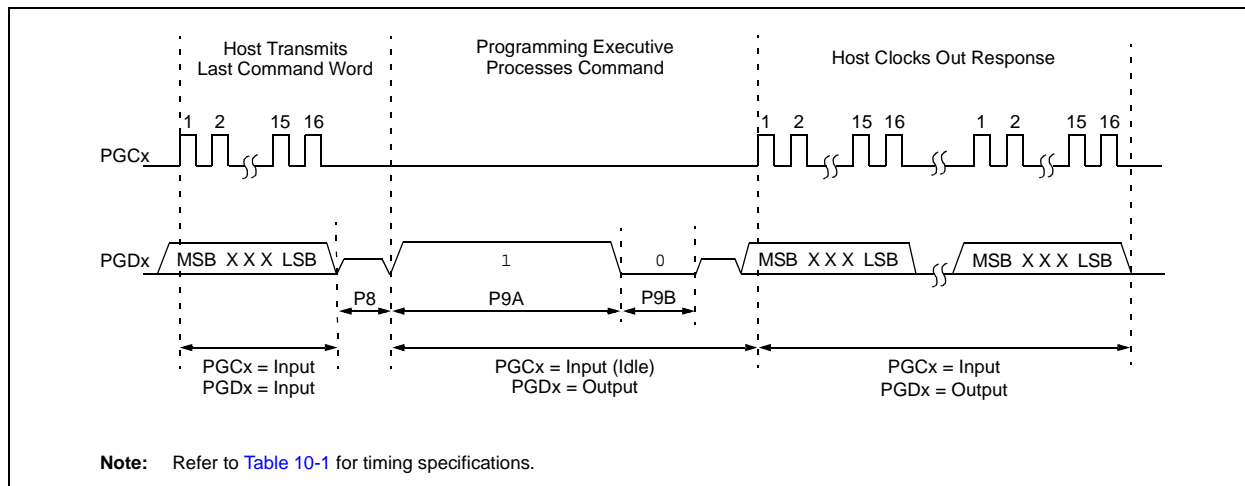 Host Transmits
Last Command Word
Programming Executive
Processes Command
Host Clocks Out Response
1 2 15 16 1 2 15 16 1 2 15 16
PGCx
PGDx
MSB X X X LSB 1 0 MSB X X X LSB MSB X X X LSB
P8 P9A P9B
PGCx = Input
PGDx = Input
PGCx = Input (Idle)
PGDx = Output
PGCx = Input
PGDx = Output
Note: Refer to Table 10-1 for timing specifications.